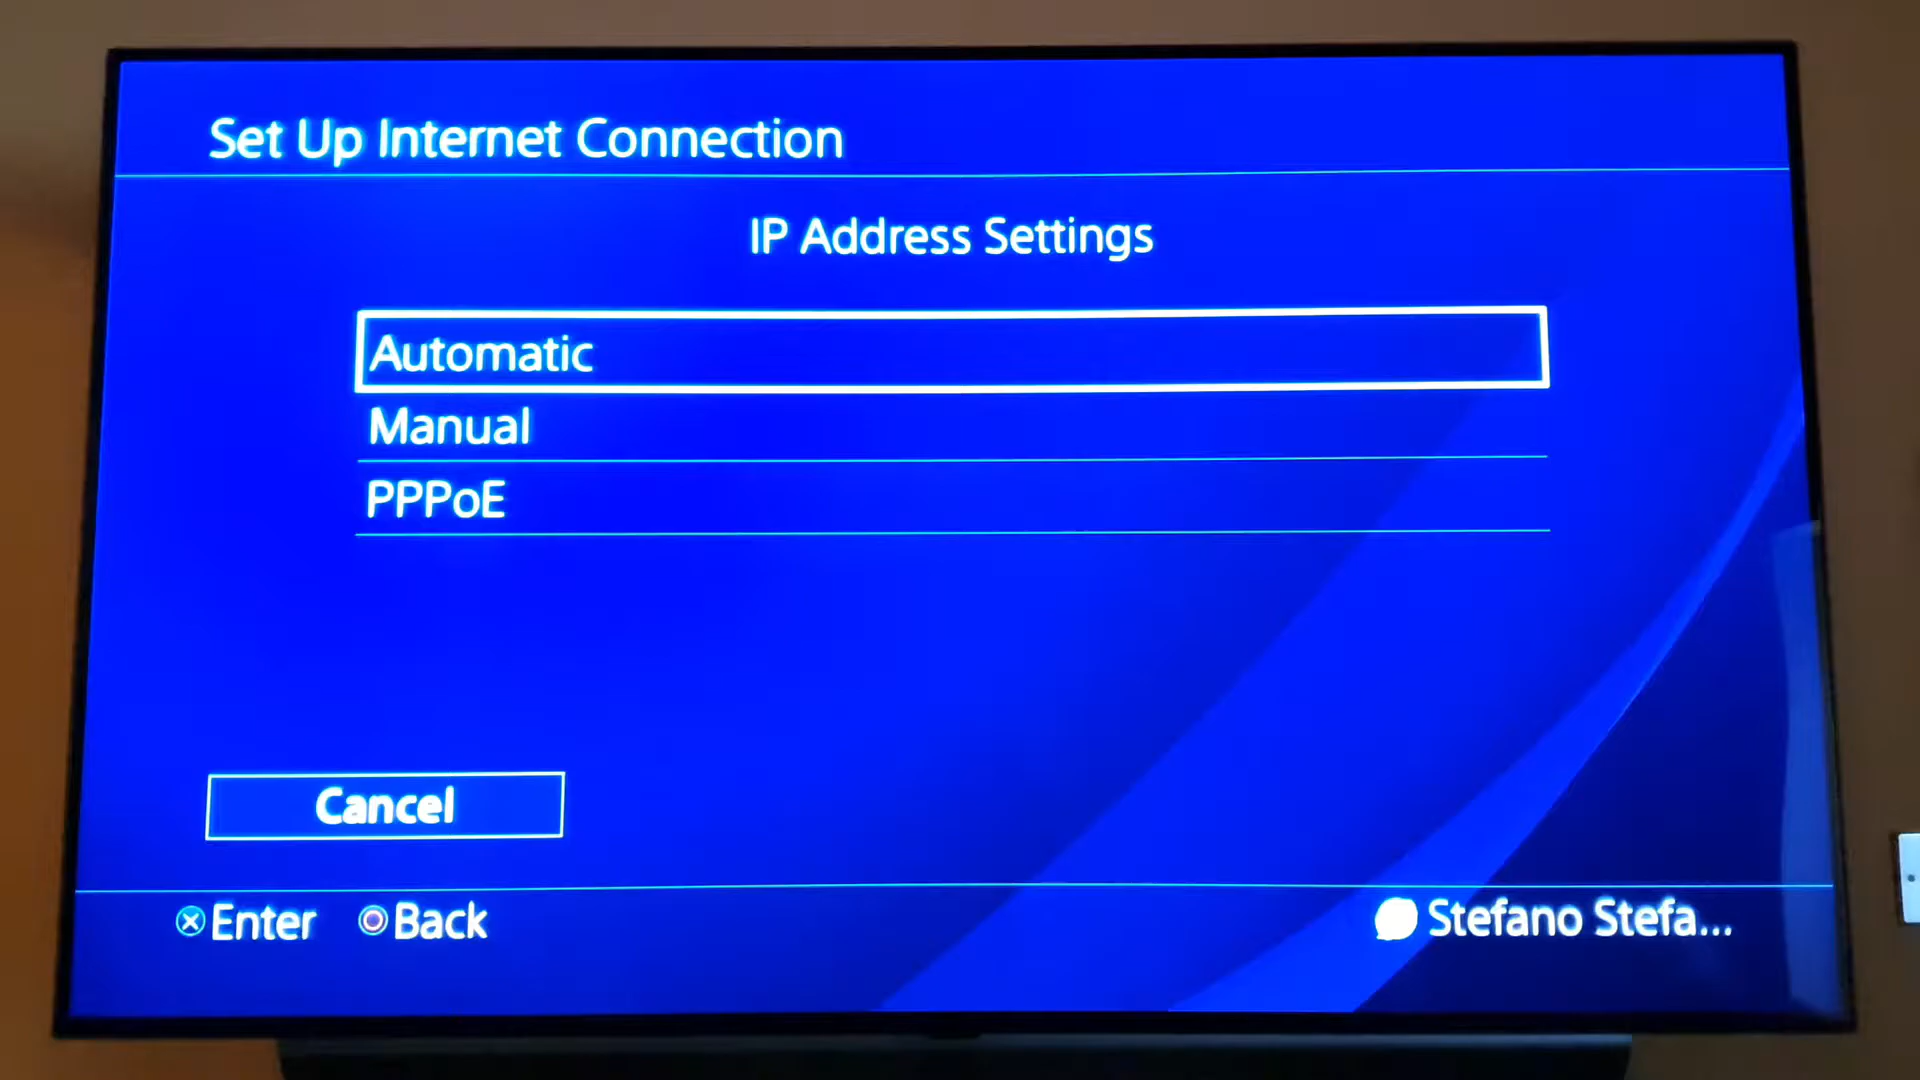 Set Up Internet Connection
IP Address Settings
Automatic
Manual
PPPoE
Cancel
Enter Back
Stefano Stefa...